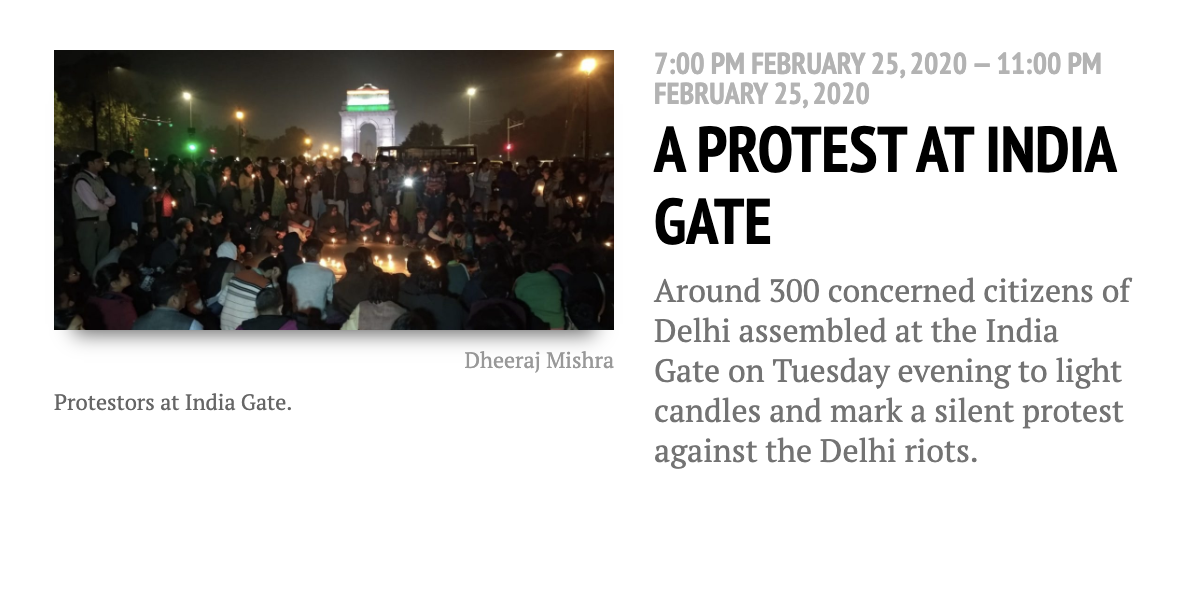 Dheeraj Mishra
Protestors at India Gate.
7:00 PM FEBRUARY 25, 2020 — 11:00 PM
FEBRUARY 25, 2020
A PROTEST AT INDIA
GATE
Around 300 concerned citizens of
Delhi assembled at the India
Gate on Tuesday evening to light
candles and mark a silent protest
against the Delhi riots.